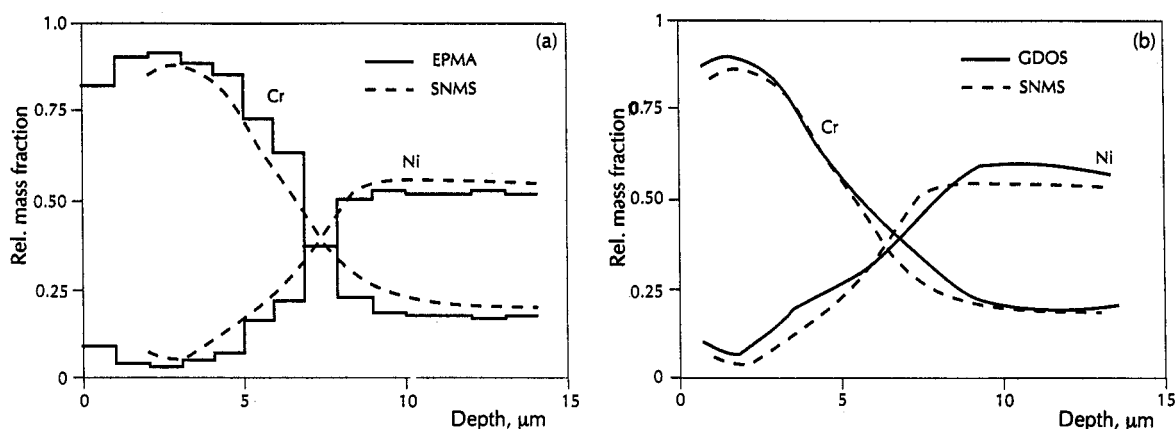 (a)
EPMA
SNMS
Cr
Ni
Rel. mass fraction
1.0
0.75
0.50
0.25
0
0
5
10
15
Depth, μm
(b)
GDOS
SNMS
Cr
Ni
Rel. mass fraction
1
0.75
0.50
0.25
0
0
5
10
15
Depth, μm